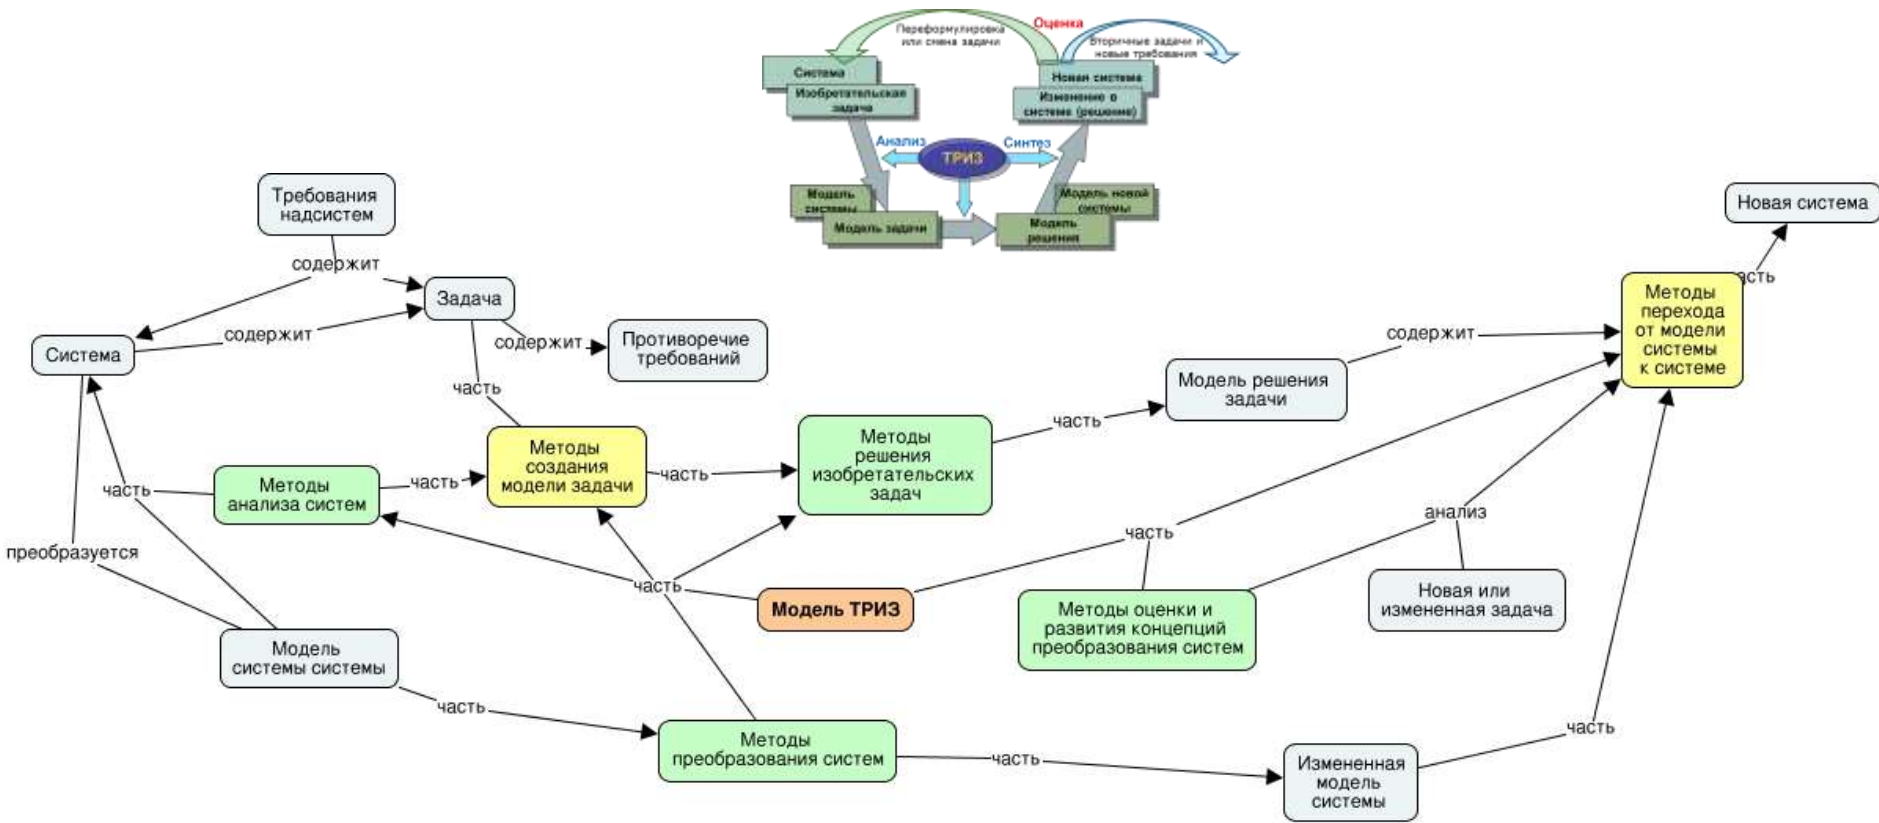 Оценка
Переформулировка
или смена задачи
Вторичные задачи и
новые требования
Система
Изобретательская
задача
Новая система
Изменение в
системе (решение)
Анализ
ТРИЗ
Синтез
Модель
системы
Модель задачи
Модель новой
системы
Модель
решения
Требования
надсистем
содержит
Задача
содержит
содержит
Противоречие
требований
Система
часть
Методы
создания
модели задачи
Методы
анализа систем
часть
часть
часть
преобразуется
Методы
решения
изобретательских
задач
часть
Модель решения
задачи
содержит
Новая система
асть
Методы
перехода
от модели
системы
к системе
часть
Модель ТРИЗ
часть
анализ
Методы оценки и
развития концепций
преобразования систем
Новая или
измененная задача
Модель
системы системы
часть
Методы
преобразования систем
часть
Измененная
модель
системы
часть